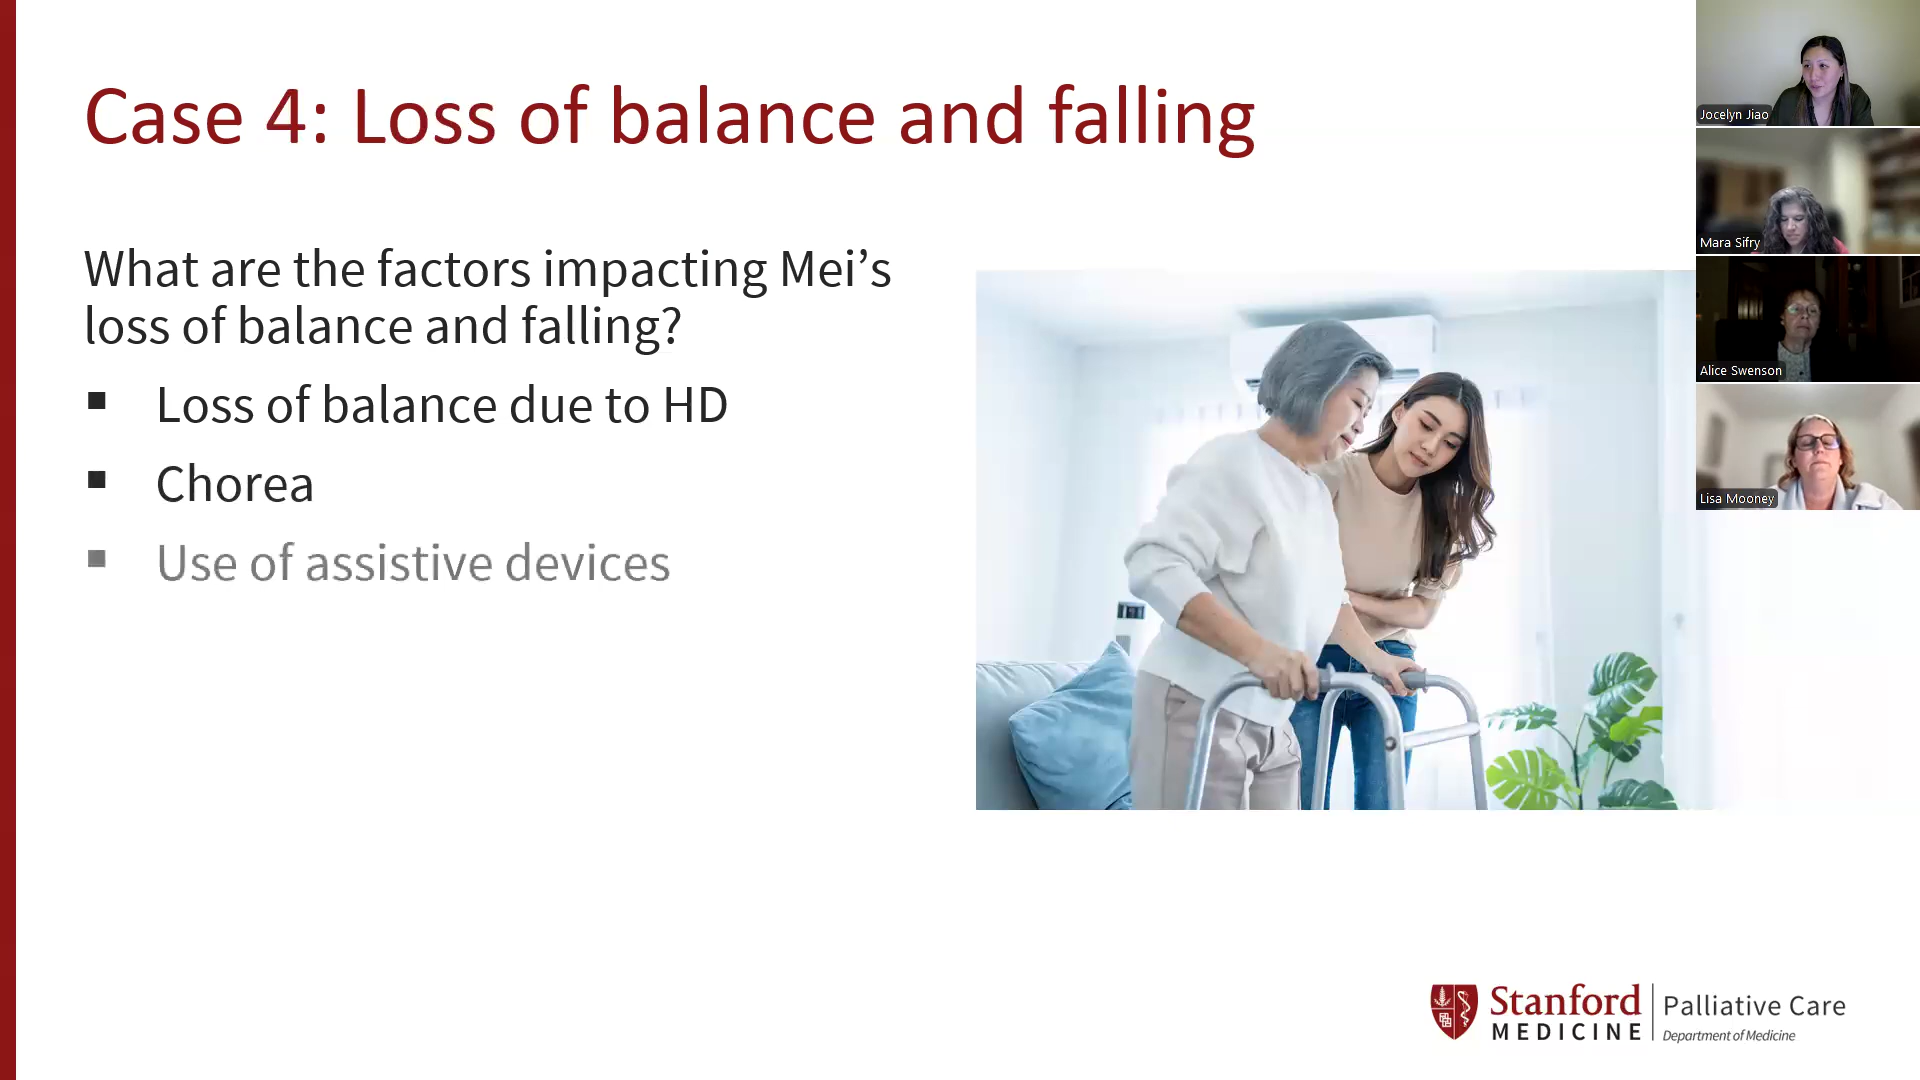 Case 4: Loss of balance and falling
What are the factors impacting Mei’s
loss of balance and falling?
▪ Loss of balance due to HD
▪ Chorea
▪ Use of assistive devices
Jocelyn Jiao
Mara Sifry
Alice Swenson
Lisa Mooney
Stanford
MEDICINE
Palliative Care
Department of Medicine